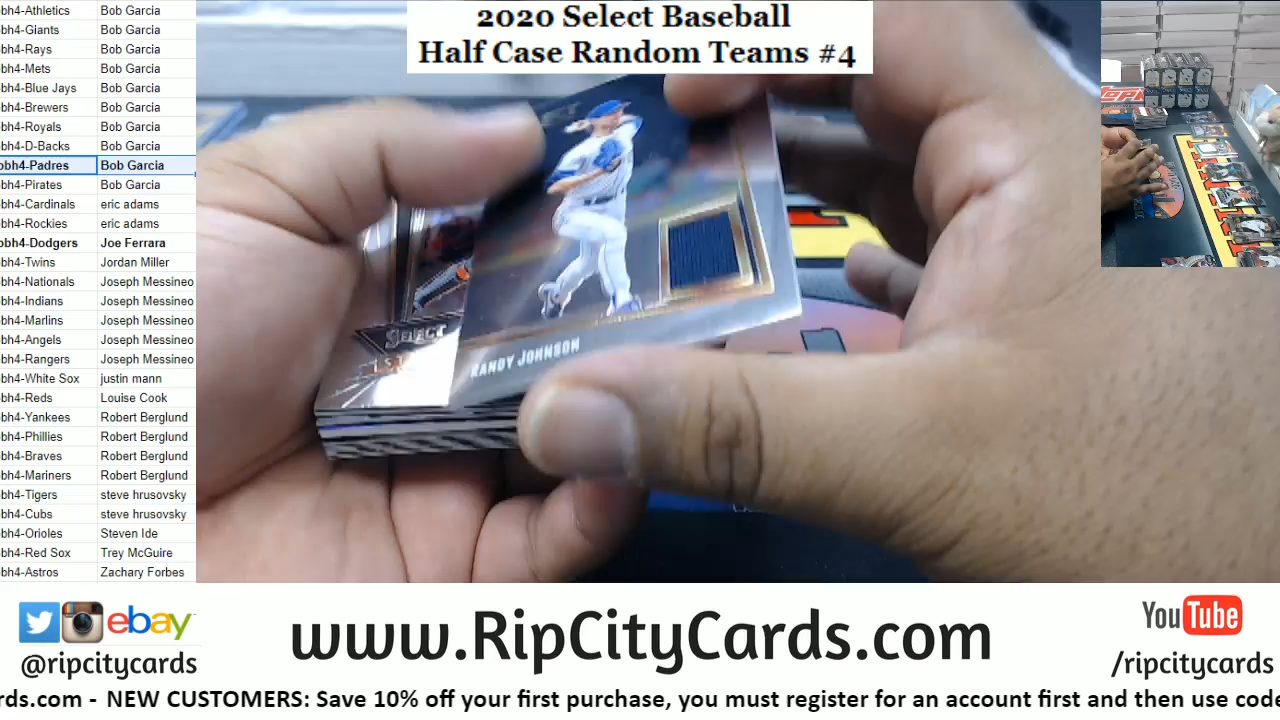 2020 Select Baseball
Half Case Random Teams #4
bh4-Athletics Bob Garcia
bh4-Giants Bob Garcia
bh4-Rays Bob Garcia
bh4-Mets Bob Garcia
bh4-Blue Jays Bob Garcia
bh4-Brewers Bob Garcia
bh4-Royals Bob Garcia
bh4-D-Backs Bob Garcia
bh4-Padres Bob Garcia
bh4-Pirates Bob Garcia
bh4-Cardinals eric adams
bh4-Rockies eric adams
bh4-Dodgers Joe Ferrara
bh4-Twins Jordan Miller
bh4-Nationals Joseph Messineo
bh4-Indians Joseph Messineo
bh4-Marlins Joseph Messineo
bh4-Angels Joseph Messineo
bh4-Rangers Joseph Messineo
bh4-White Sox justin mann
bh4-Reds Louise Cook
bh4-Yankees Robert Berglund
bh4-Phillies Robert Berglund
bh4-Braves Robert Berglund
bh4-Mariners Robert Berglund
bh4-Tigers steve hrusovsky
bh4-Cubs steve hrusovsky
bh4-Orioles Steven Ide
bh4-Red Sox Trey McGuire
bh4-Astros Zachary Forbes
SELECT
RANDY JOHNSON
ebay
@ripcitycards
www.RipCityCards.com
YouTube
/ripcitycards
rds.com - NEW CUSTOMERS: Save 10% off your first purchase, you must register for an account first and then use code